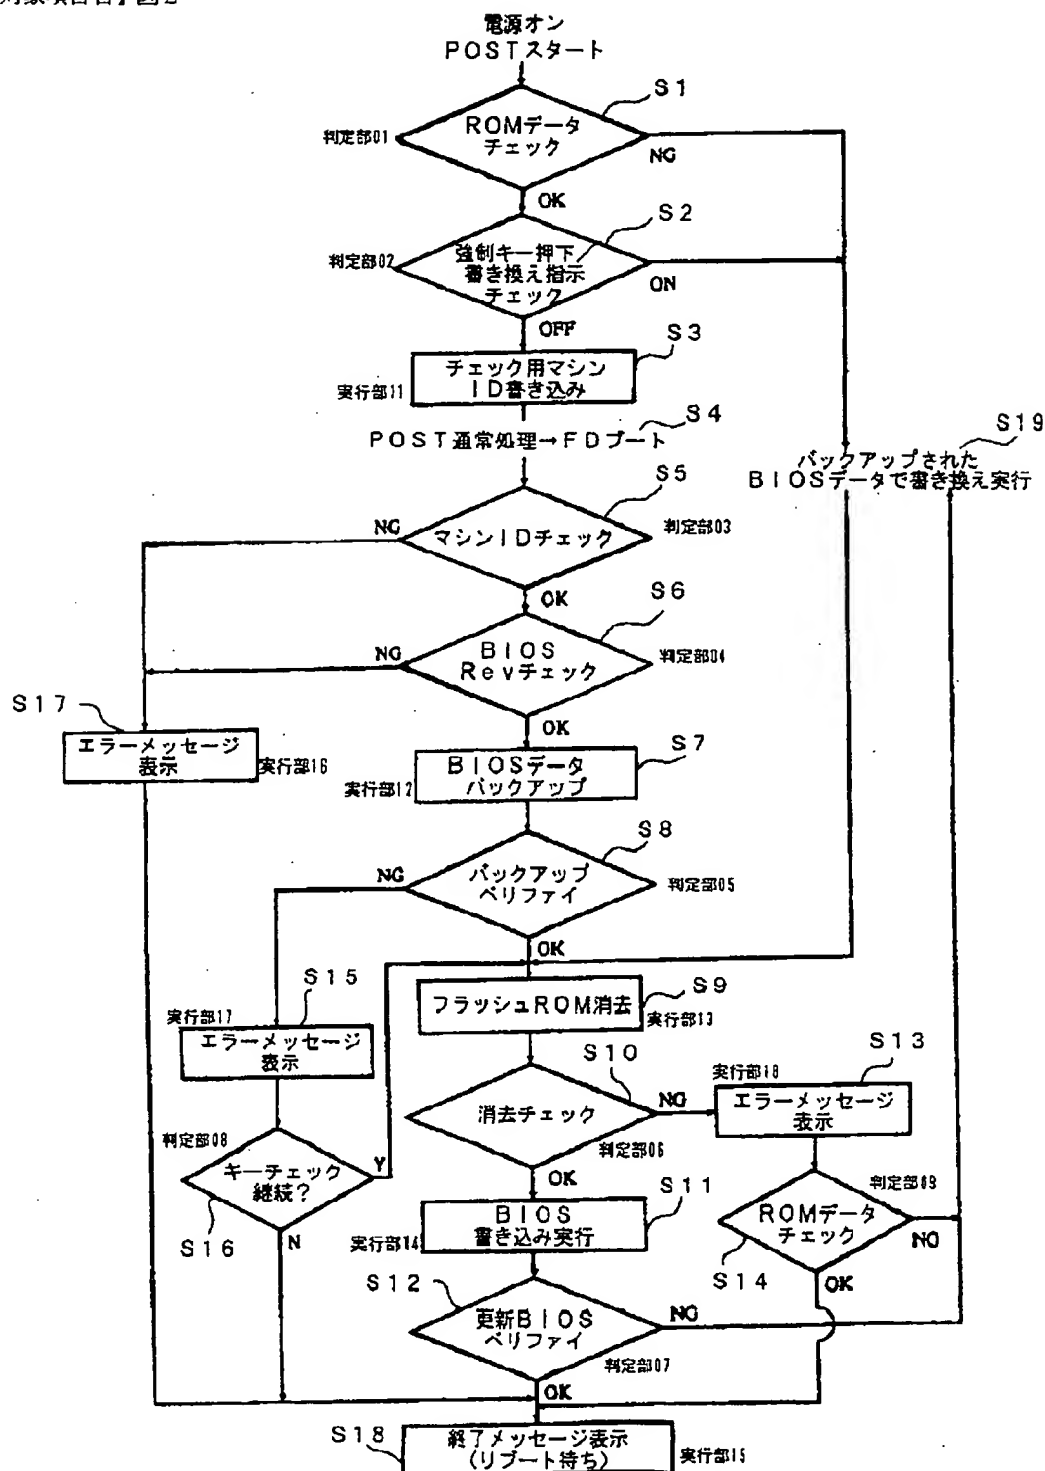 電源オン
POSTスタート
S1
ROMデータ
チェック
判定部01
NG
OK
S2
強制キー押下
書き換え指示
チェック
判定部02
ON
OFF
S3
チェック用マシン
ID書き込み
実行部11
S4
POST通常処理→FDブート
S19
バックアップされた
BIOSデータで書き換え実行
S5
NG
マシンIDチェック
判定部03
OK
S6
NG
BIOS
Revチェック
判定部04
OK
S17
エラーメッセージ
表示
実行部16
S7
BIOSデータ
バックアップ
実行部12
S8
NG
バックアップ
ベリファイ
判定部05
OK
S9
フラッシュROM消去
実行部13
S15
実行部17
エラーメッセージ
表示
S10
消去チェック
NG
判定部06
OK
S13
実行部18
エラーメッセージ
表示
判定部08
キーチェック
継続?
Y
N
S16
S11
BIOS
書き込み実行
実行部14
判定部09
ROMデータ
チェック
NG
S14
OK
S12
更新BIOS
ベリファイ
NG
判定部07
OK
S18
終了メッセージ表示
(リブート待ち)
実行部15